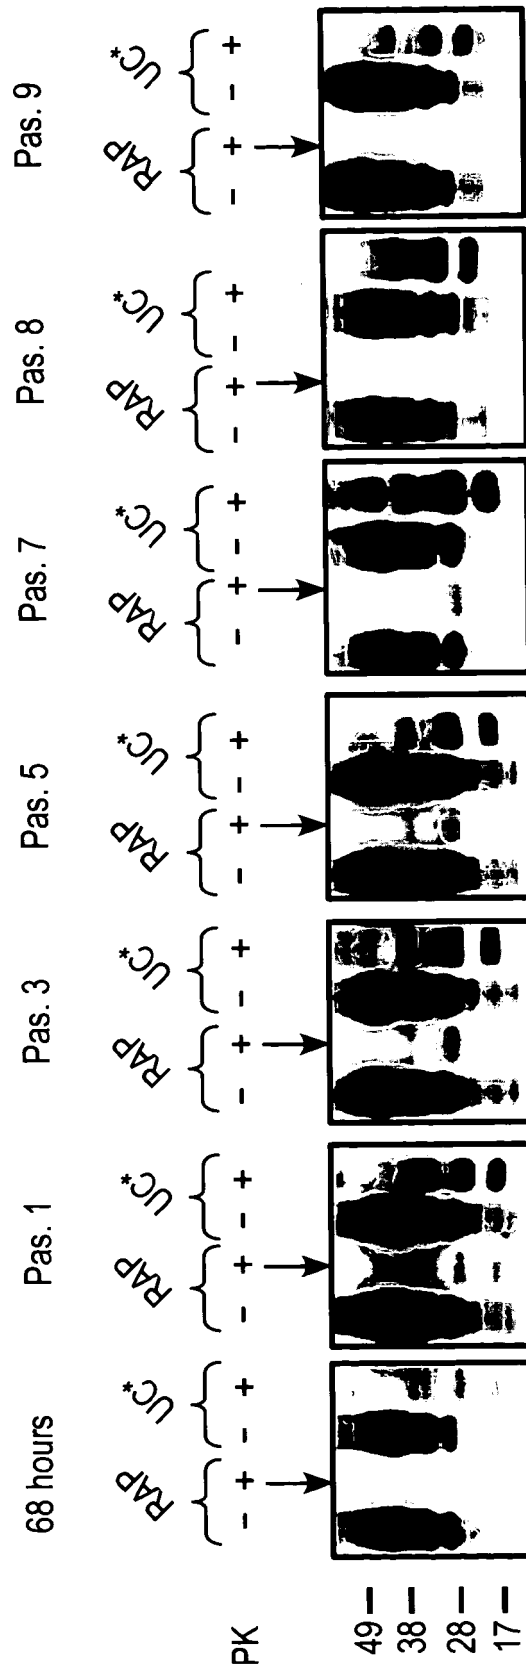 68 hours Pas. 1 Pas. 3 Pas. 5 Pas. 7 Pas. 8 Pas. 9
RAP UC* RAP UC* RAP UC* RAP UC* RAP UC* RAP UC* RAP UC*
PK - + - + - + - + - + - + - + - + - + - + - + - + - + - +
49
38
28
17